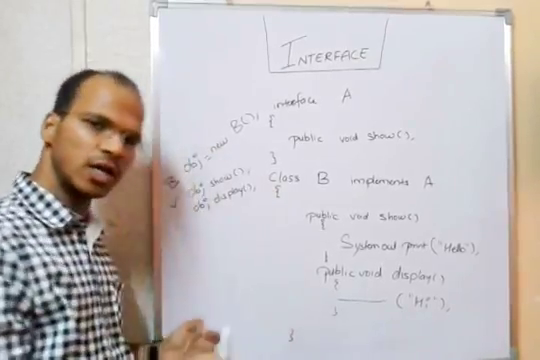 INTERFACE
interface A
{
public void show();
}
Class B implements A
{
public void show()
{
System.out.print("Hello");
}
public void display()
{
("Hi");
}
}
B obj = new B();
obj.show();
obj.display();